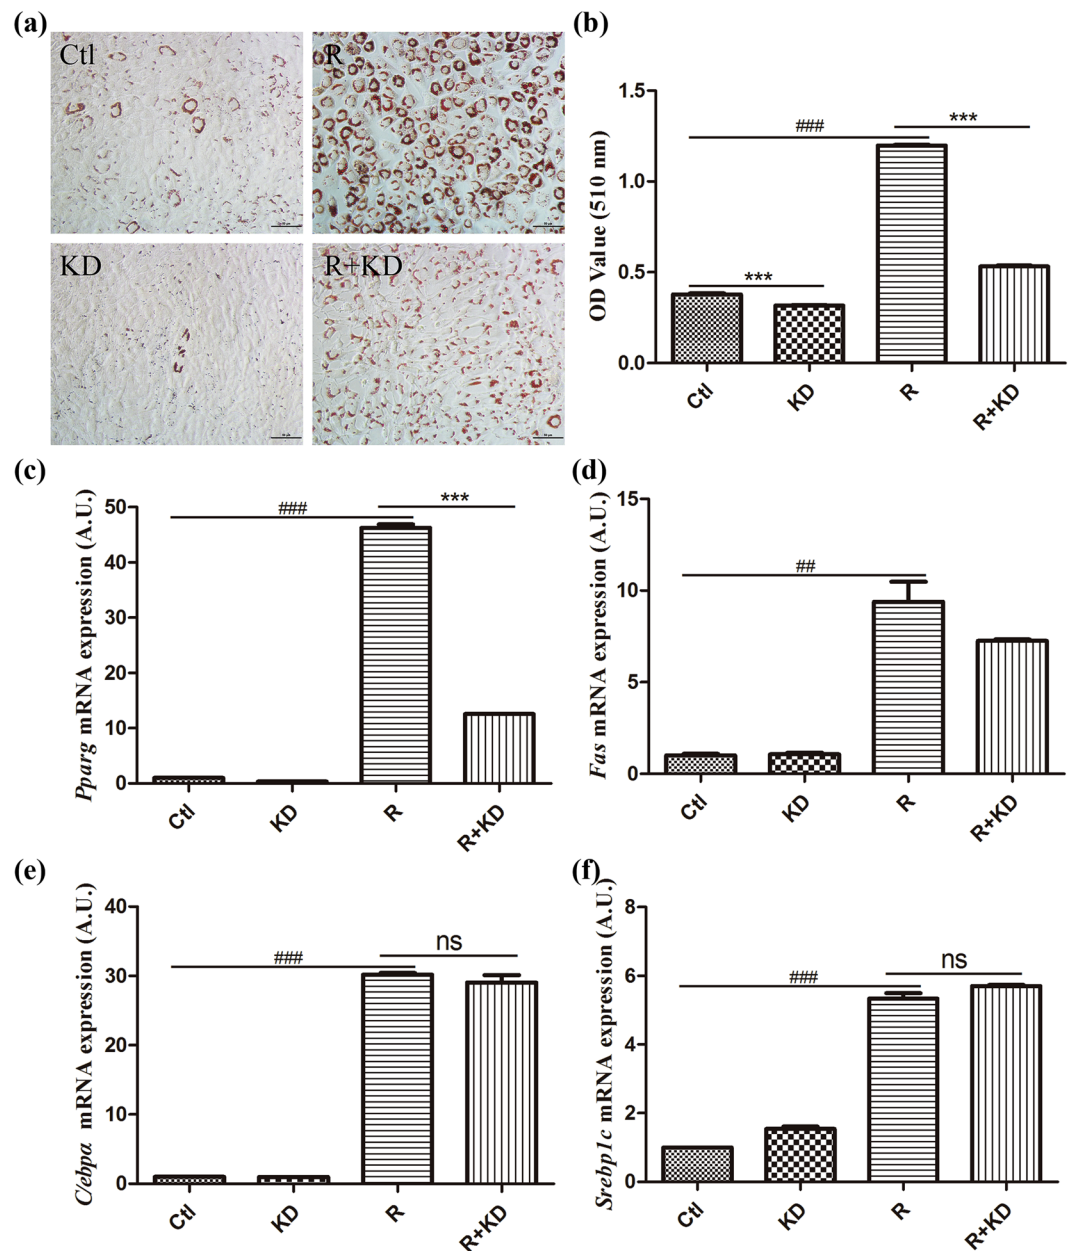 (a)
Ctl
R
KD
R+KD
(b)
OD Value (510 nm)
1.5
1.0
0.5
0.0
###
***
***
Ctl
KD
R
R+KD
(c)
Pparg mRNA expression (A.U.)
50
40
30
20
10
0
###
***
Ctl
KD
R
R+KD
(d)
Fas mRNA expression (A.U.)
15
10
5
0
##
Ctl
KD
R
R+KD
(e)
C/ebpα mRNA expression (A.U.)
40
30
20
10
0
###
ns
Ctl
KD
R
R+KD
(f)
Srebp1c mRNA expression (A.U.)
8
6
4
2
0
###
ns
Ctl
KD
R
R+KD